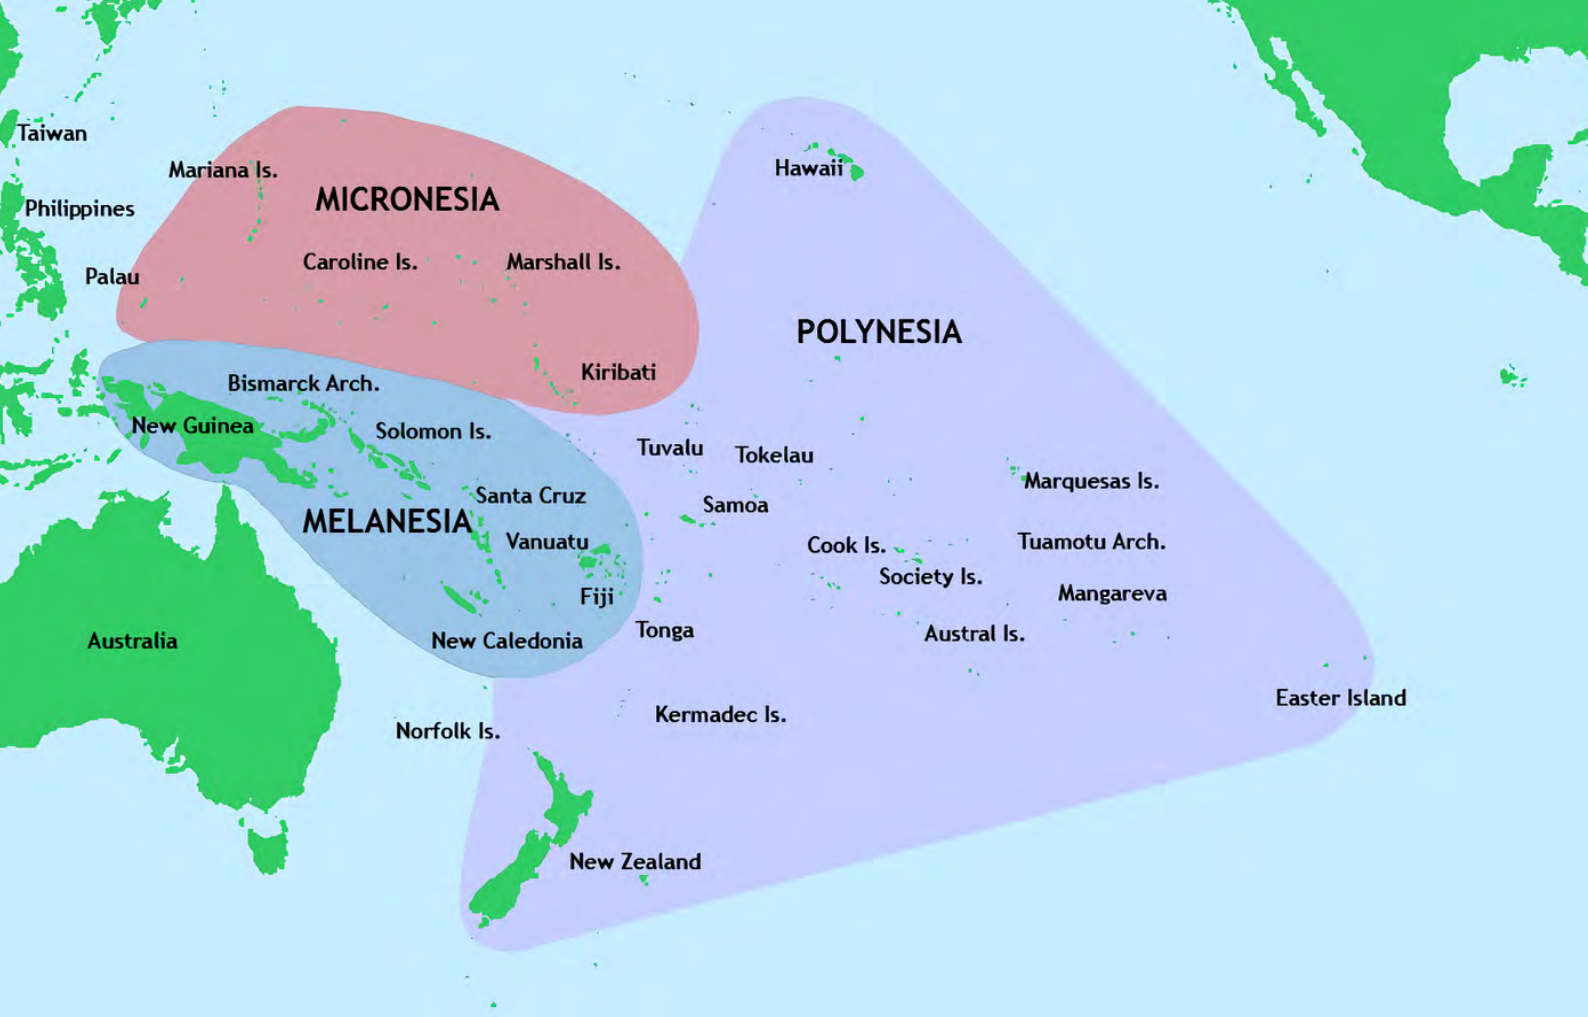 Taiwan
Hawaii
Mariana Is.
MICRONESIA
Philippines
Caroline Is.
Marshall Is.
Palau
POLYNESIA
Kiribati
Bismarck Arch.
New Guinea
Solomon Is.
Tuvalu
Tokelau
Marquesas Is.
Santa Cruz
Samoa
MELANESIA
Vanuatu
Cook Is.
Tuamotu Arch.
Society Is.
Fiji
Mangareva
Tonga
Austral Is.
Australia
New Caledonia
Easter Island
Kermadec Is.
Norfolk Is.
New Zealand